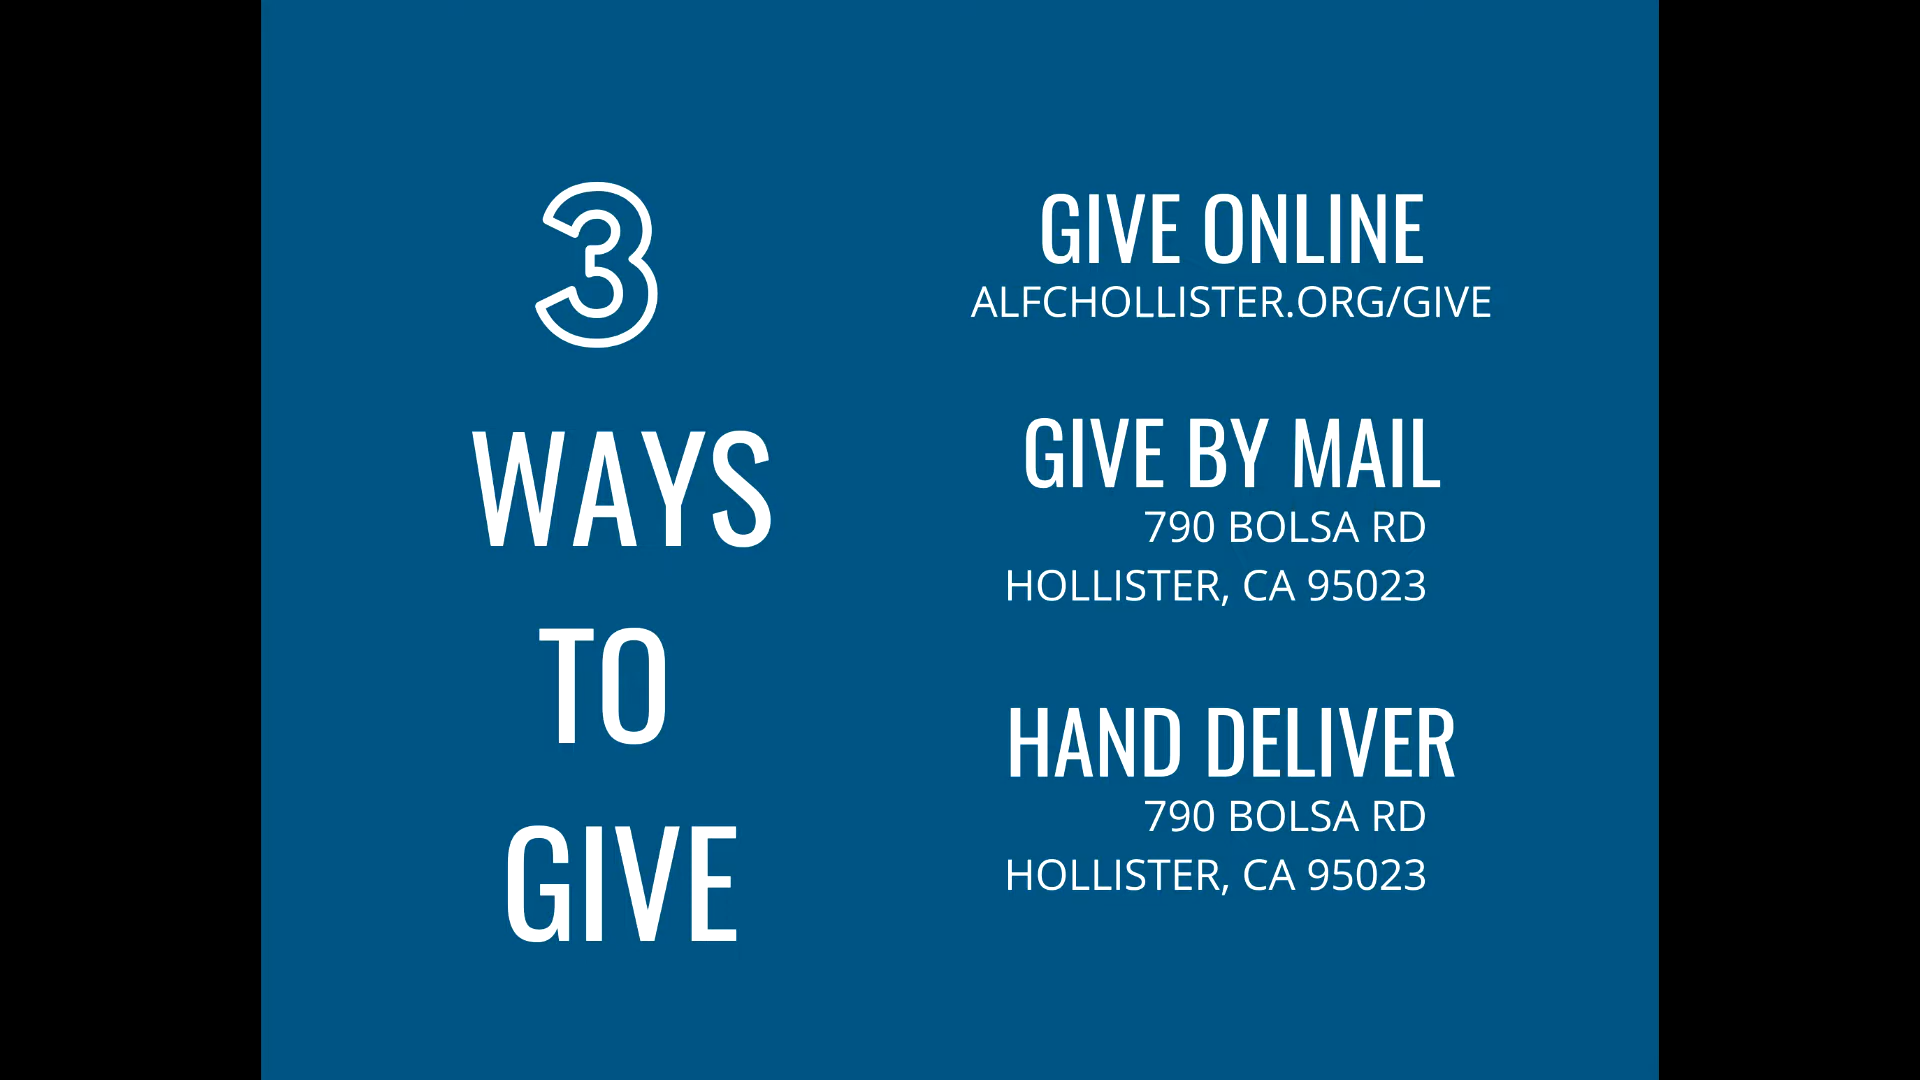 3
WAYS
TO
GIVE
GIVE ONLINE
ALFCHOLLISTER.ORG/GIVE
GIVE BY MAIL
790 BOLSA RD
HOLLISTER, CA 95023
HAND DELIVER
790 BOLSA RD
HOLLISTER, CA 95023